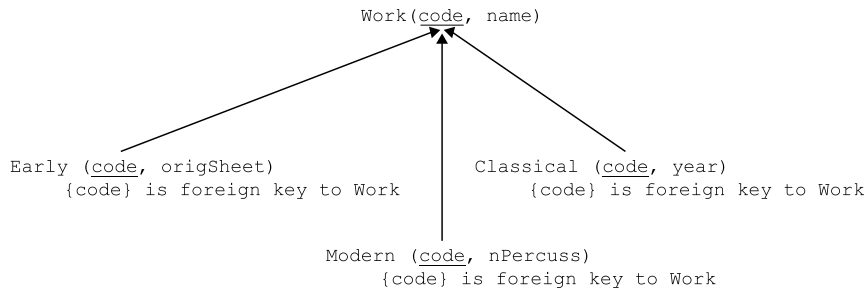 Work(code, name)
Early (code, origSheet)
{code} is foreign key to Work
Classical (code, year)
{code} is foreign key to Work
Modern (code, nPercuss)
{code} is foreign key to Work